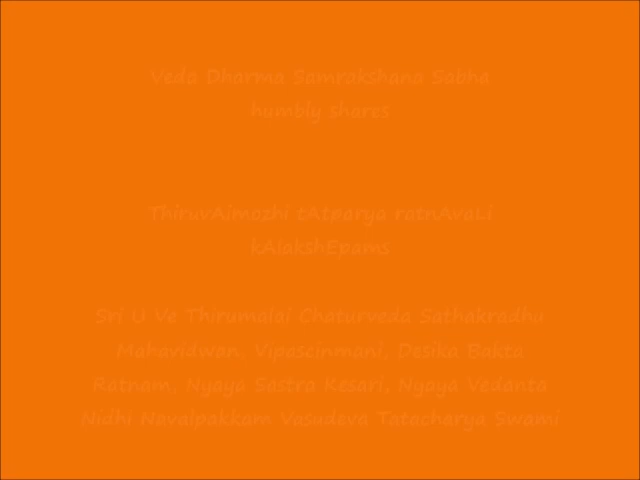 Veda Dharma Samrakshana Sabha
humbly shares
ThiruvAimozhi tAtparya ratnAvaLi
kAlakshEpams
Sri U Ve Thirumalai Chaturveda Sathakradhu
Mahavidwan, Vipascinmani, Desika Bakta
Ratnam, Nyaya Sastra Kesari, Nyaya Vedanta
Nidhi Navalpakkam Vasudeva Tatacharya Swami